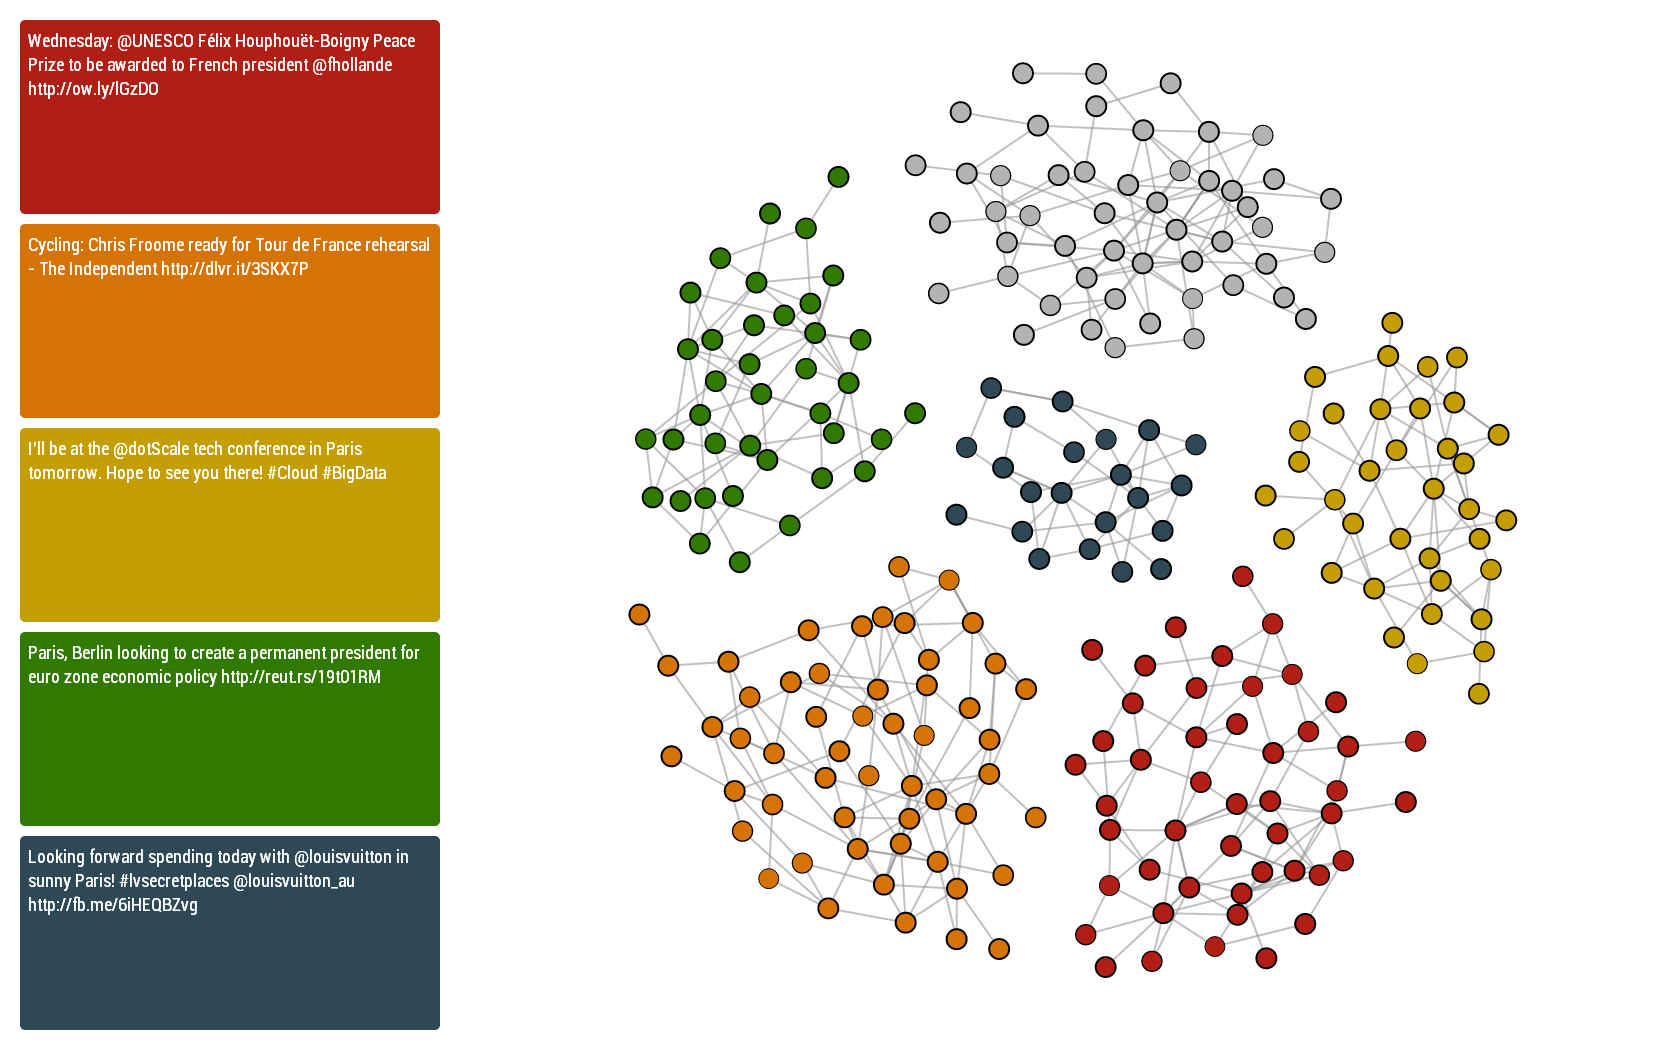 Wednesday: @UNESCO Félix Houphouët-Boigny Peace
Prize to be awarded to French president @fhollande
http://ow.ly/lGzDO
Cycling: Chris Froome ready for Tour de France rehearsal
- The Independent http://dlvr.it/3SKX7P
I'll be at the @dotScale tech conference in Paris
tomorrow. Hope to see you there! #Cloud #BigData
Paris, Berlin looking to create a permanent president for
euro zone economic policy http://reut.rs/19tO1RM
Looking forward spending today with @louisvuitton in
sunny Paris! #lvsecretplaces @louisvuitton_au
http://fb.me/6iHEQBZvg